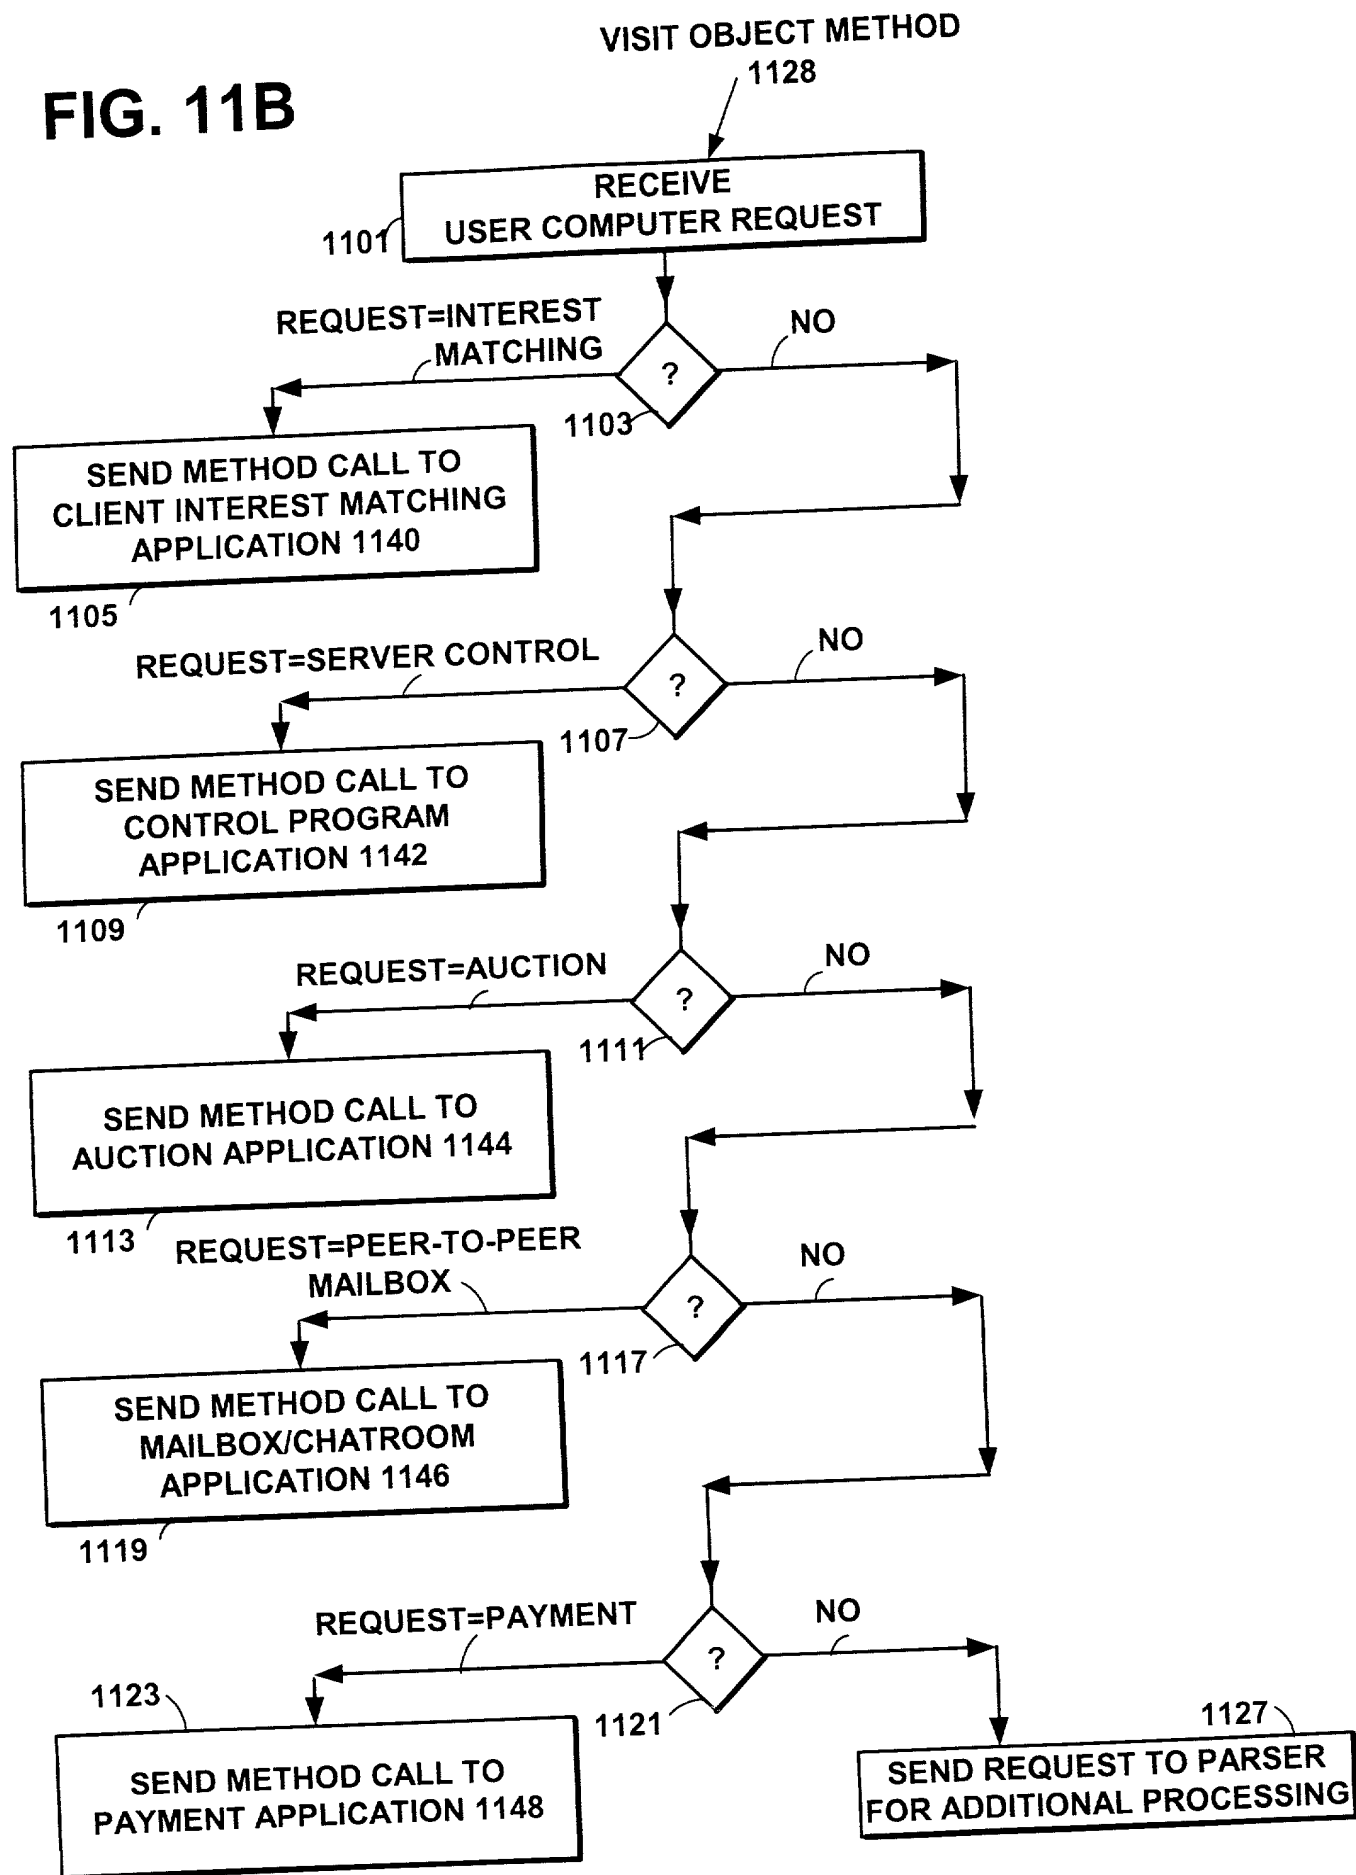 VISIT OBJECT METHOD
1128
FIG. 11B
RECEIVE
USER COMPUTER REQUEST
1101
REQUEST=INTEREST
MATCHING
NO
?
1103
SEND METHOD CALL TO
CLIENT INTEREST MATCHING
APPLICATION 1140
1105
REQUEST=SERVER CONTROL
NO
?
1107
SEND METHOD CALL TO
CONTROL PROGRAM
APPLICATION 1142
1109
REQUEST=AUCTION
NO
?
1111
SEND METHOD CALL TO
AUCTION APPLICATION 1144
1113
REQUEST=PEER-TO-PEER
MAILBOX
NO
?
1117
SEND METHOD CALL TO
MAILBOX/CHATROOM
APPLICATION 1146
1119
REQUEST=PAYMENT
NO
?
1121
1123
SEND METHOD CALL TO
PAYMENT APPLICATION 1148
1127
SEND REQUEST TO PARSER
FOR ADDITIONAL PROCESSING